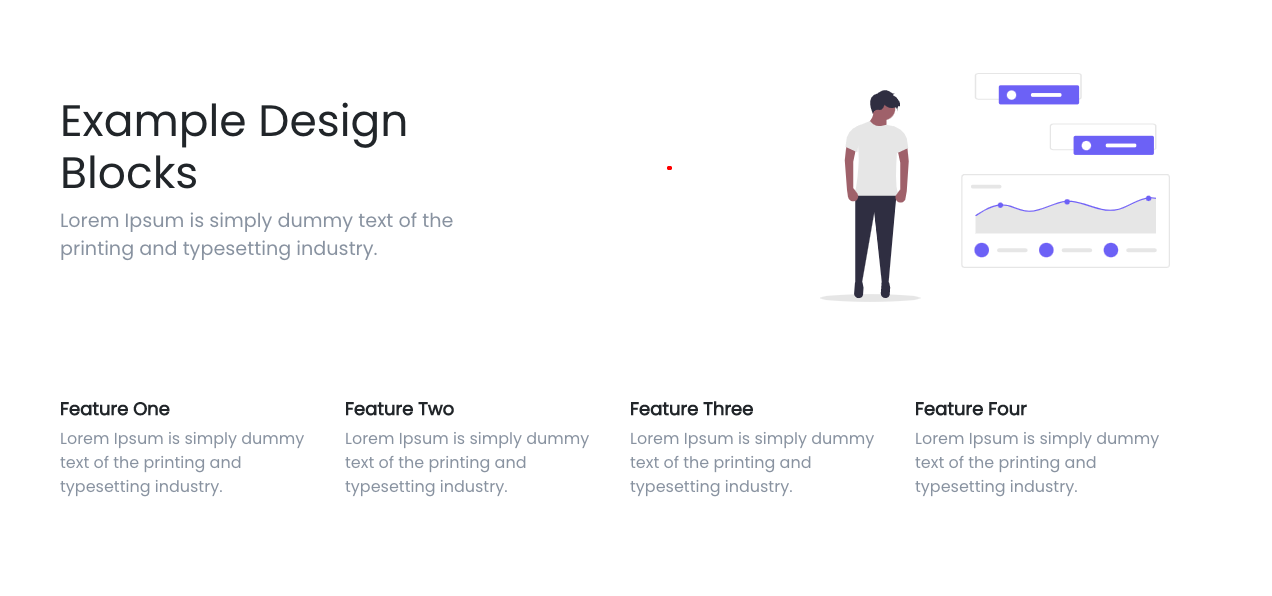 Example Design
Blocks
Lorem Ipsum is simply dummy text of the
printing and typesetting industry.
Feature One
Lorem Ipsum is simply dummy
text of the printing and
typesetting industry.
Feature Two
Lorem Ipsum is simply dummy
text of the printing and
typesetting industry.
Feature Three
Lorem Ipsum is simply dummy
text of the printing and
typesetting industry.
Feature Four
Lorem Ipsum is simply dummy
text of the printing and
typesetting industry.